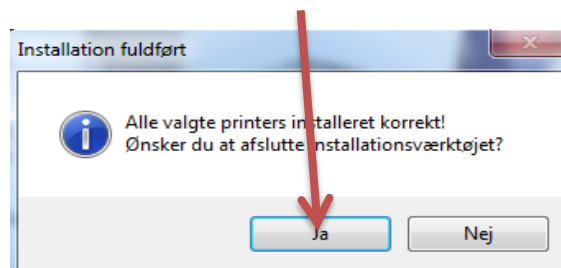 Installation fuldført
Alle valgte printers installeret korrekt!
Ønsker du at afslutte installationsværktøjet?
Ja
Nej